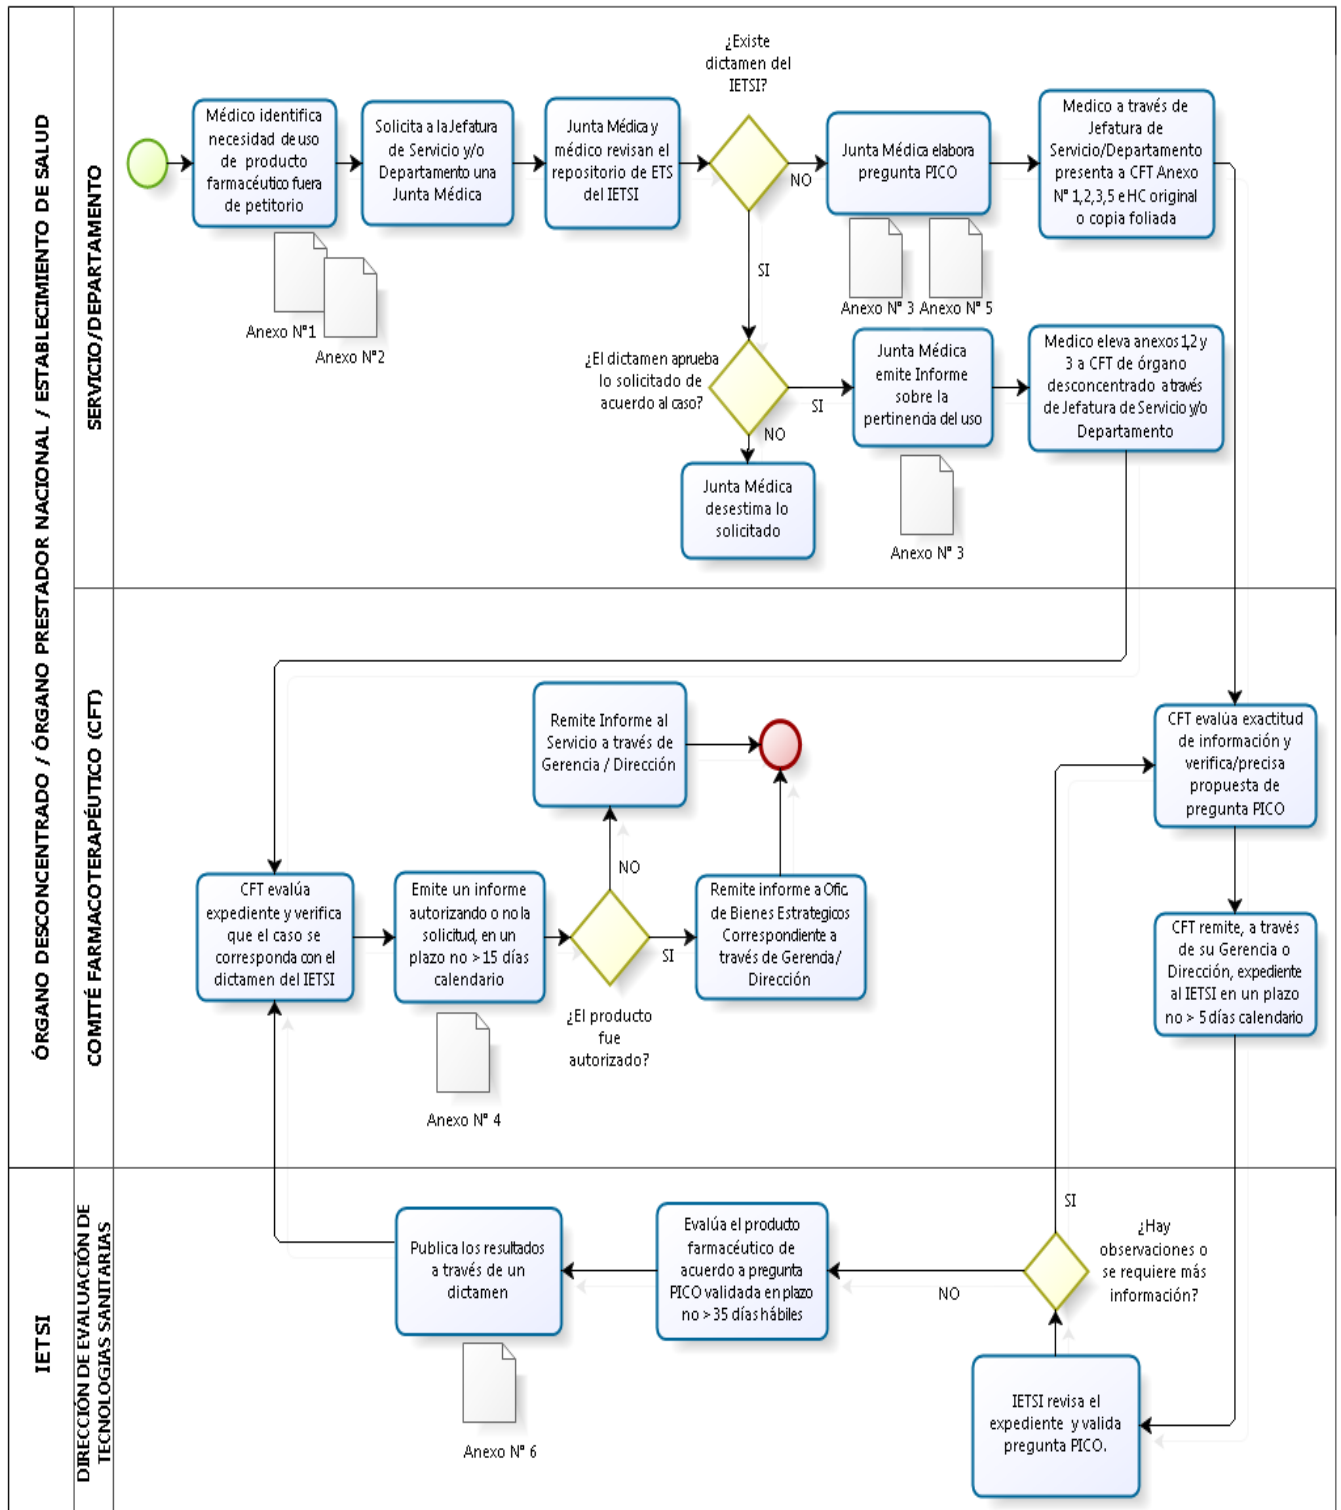 ÓRGANO DESCONCENTRADO / ÓRGANO PRESTADOR NACIONAL / ESTABLECIMIENTO DE SALUD
SERVICIO/DEPARTAMENTO
Médico identifica
necesidad de uso
de producto
farmacéutico fuera
de petitorio
Anexo N°1
Anexo N°2
Solicita a la Jefatura
de Servicio y/o
Departamento una
Junta Médica
Junta Médica y
médico revisan el
repositorio de ETS
del IETSI
¿Existe
dictamen del
IETSI?
NO
SI
Junta Médica elabora
pregunta PICO
Anexo N° 3
Anexo N° 5
Medico a través de
Jefatura de
Servicio/Departamento
presenta a CFT Anexo
N° 1,2,3,5 e HC original
o copia foliada
¿El dictamen aprueba
lo solicitado de
acuerdo al caso?
SI
NO
Junta Médica
emite Informe
sobre la
pertinencia del uso
Anexo N° 3
Medico eleva anexos 1,2 y
3 a CFT de órgano
desconcentrado a través
de Jefatura de Servicio y/o
Departamento
Junta Médica
desestima lo
solicitado
COMITÉ FARMACOTERAPÉUTICO (CFT)
Remite Informe al
Servicio a través de
Gerencia / Dirección
CFT evalúa exactitud
de información y
verifica/precisa
propuesta de
pregunta PICO
NO
CFT evalúa
expediente y verifica
que el caso se
corresponda con el
dictamen del IETSI
Emite un informe
autorizando o no la
solicitud, en un
plazo no > 15 días
calendario
Anexo N° 4
SI
¿El producto
fue
autorizado?
Remite informe a Ofic.
de Bienes Estrategicos
Correspondiente a
través de Gerencia/
Dirección
CFT remite, a través
de su Gerencia o
Dirección, expediente
al IETSI en un plazo
no > 5 días calendario
IETSI
DIRECCIÓN DE EVALUACIÓN DE
TECNOLOGIAS SANITARIAS
Publica los resultados
a través de un
dictamen
Anexo N° 6
Evalúa el producto
farmacéutico de
acuerdo a pregunta
PICO validada en plazo
no > 35 días hábiles
NO
SI
¿Hay
observaciones o
se requiere más
información?
IETSI revisa el
expediente y valida
pregunta PICO.